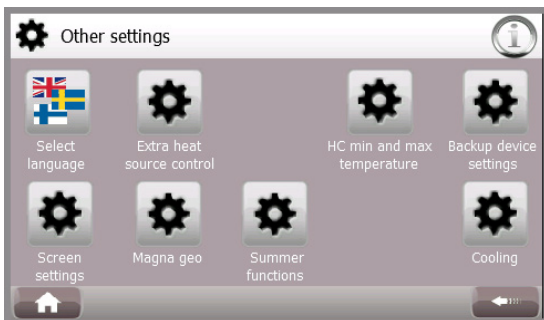 Other settings
Select
language
Extra heat
source control
HC min and max
temperature
Backup device
settings
Screen
settings
Magna geo
Summer
functions
Cooling